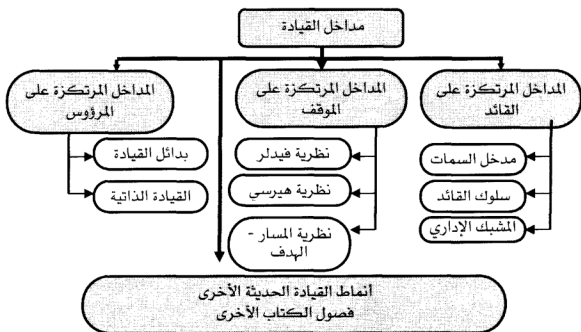 مداخل القيادة
المداخل المرتكزة على
القائد
مدخل السمات
سلوك القائد
المشبك الإداري
المداخل المرتكزة على
الموقف
نظرية فيدلر
نظرية هيرسي
نظرية المسار -
الهدف
المداخل المرتكزة على
المرؤوس
بدائل القيادة
القيادة الذاتية
أنماط القيادة الحديثة الأخرى
فصول الكتاب الأخرى